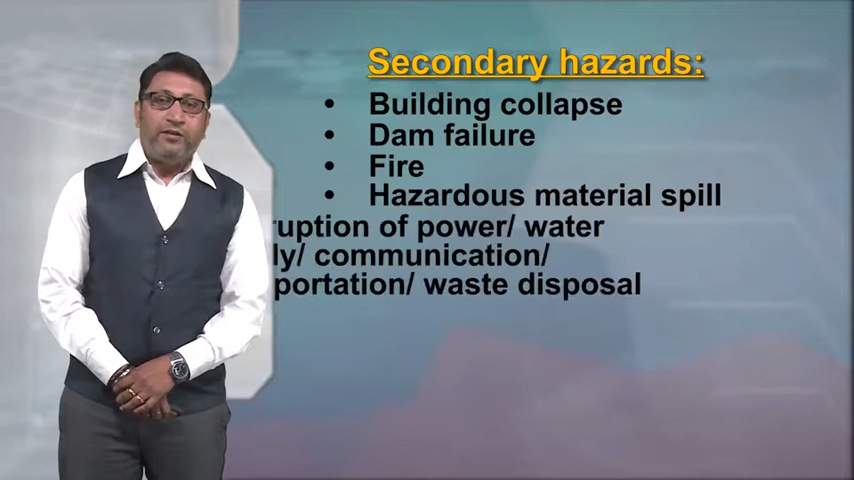 Secondary hazards:
• Building collapse
• Dam failure
• Fire
• Hazardous material spill
ruption of power/ water
ly/ communication/
portation/ waste disposal